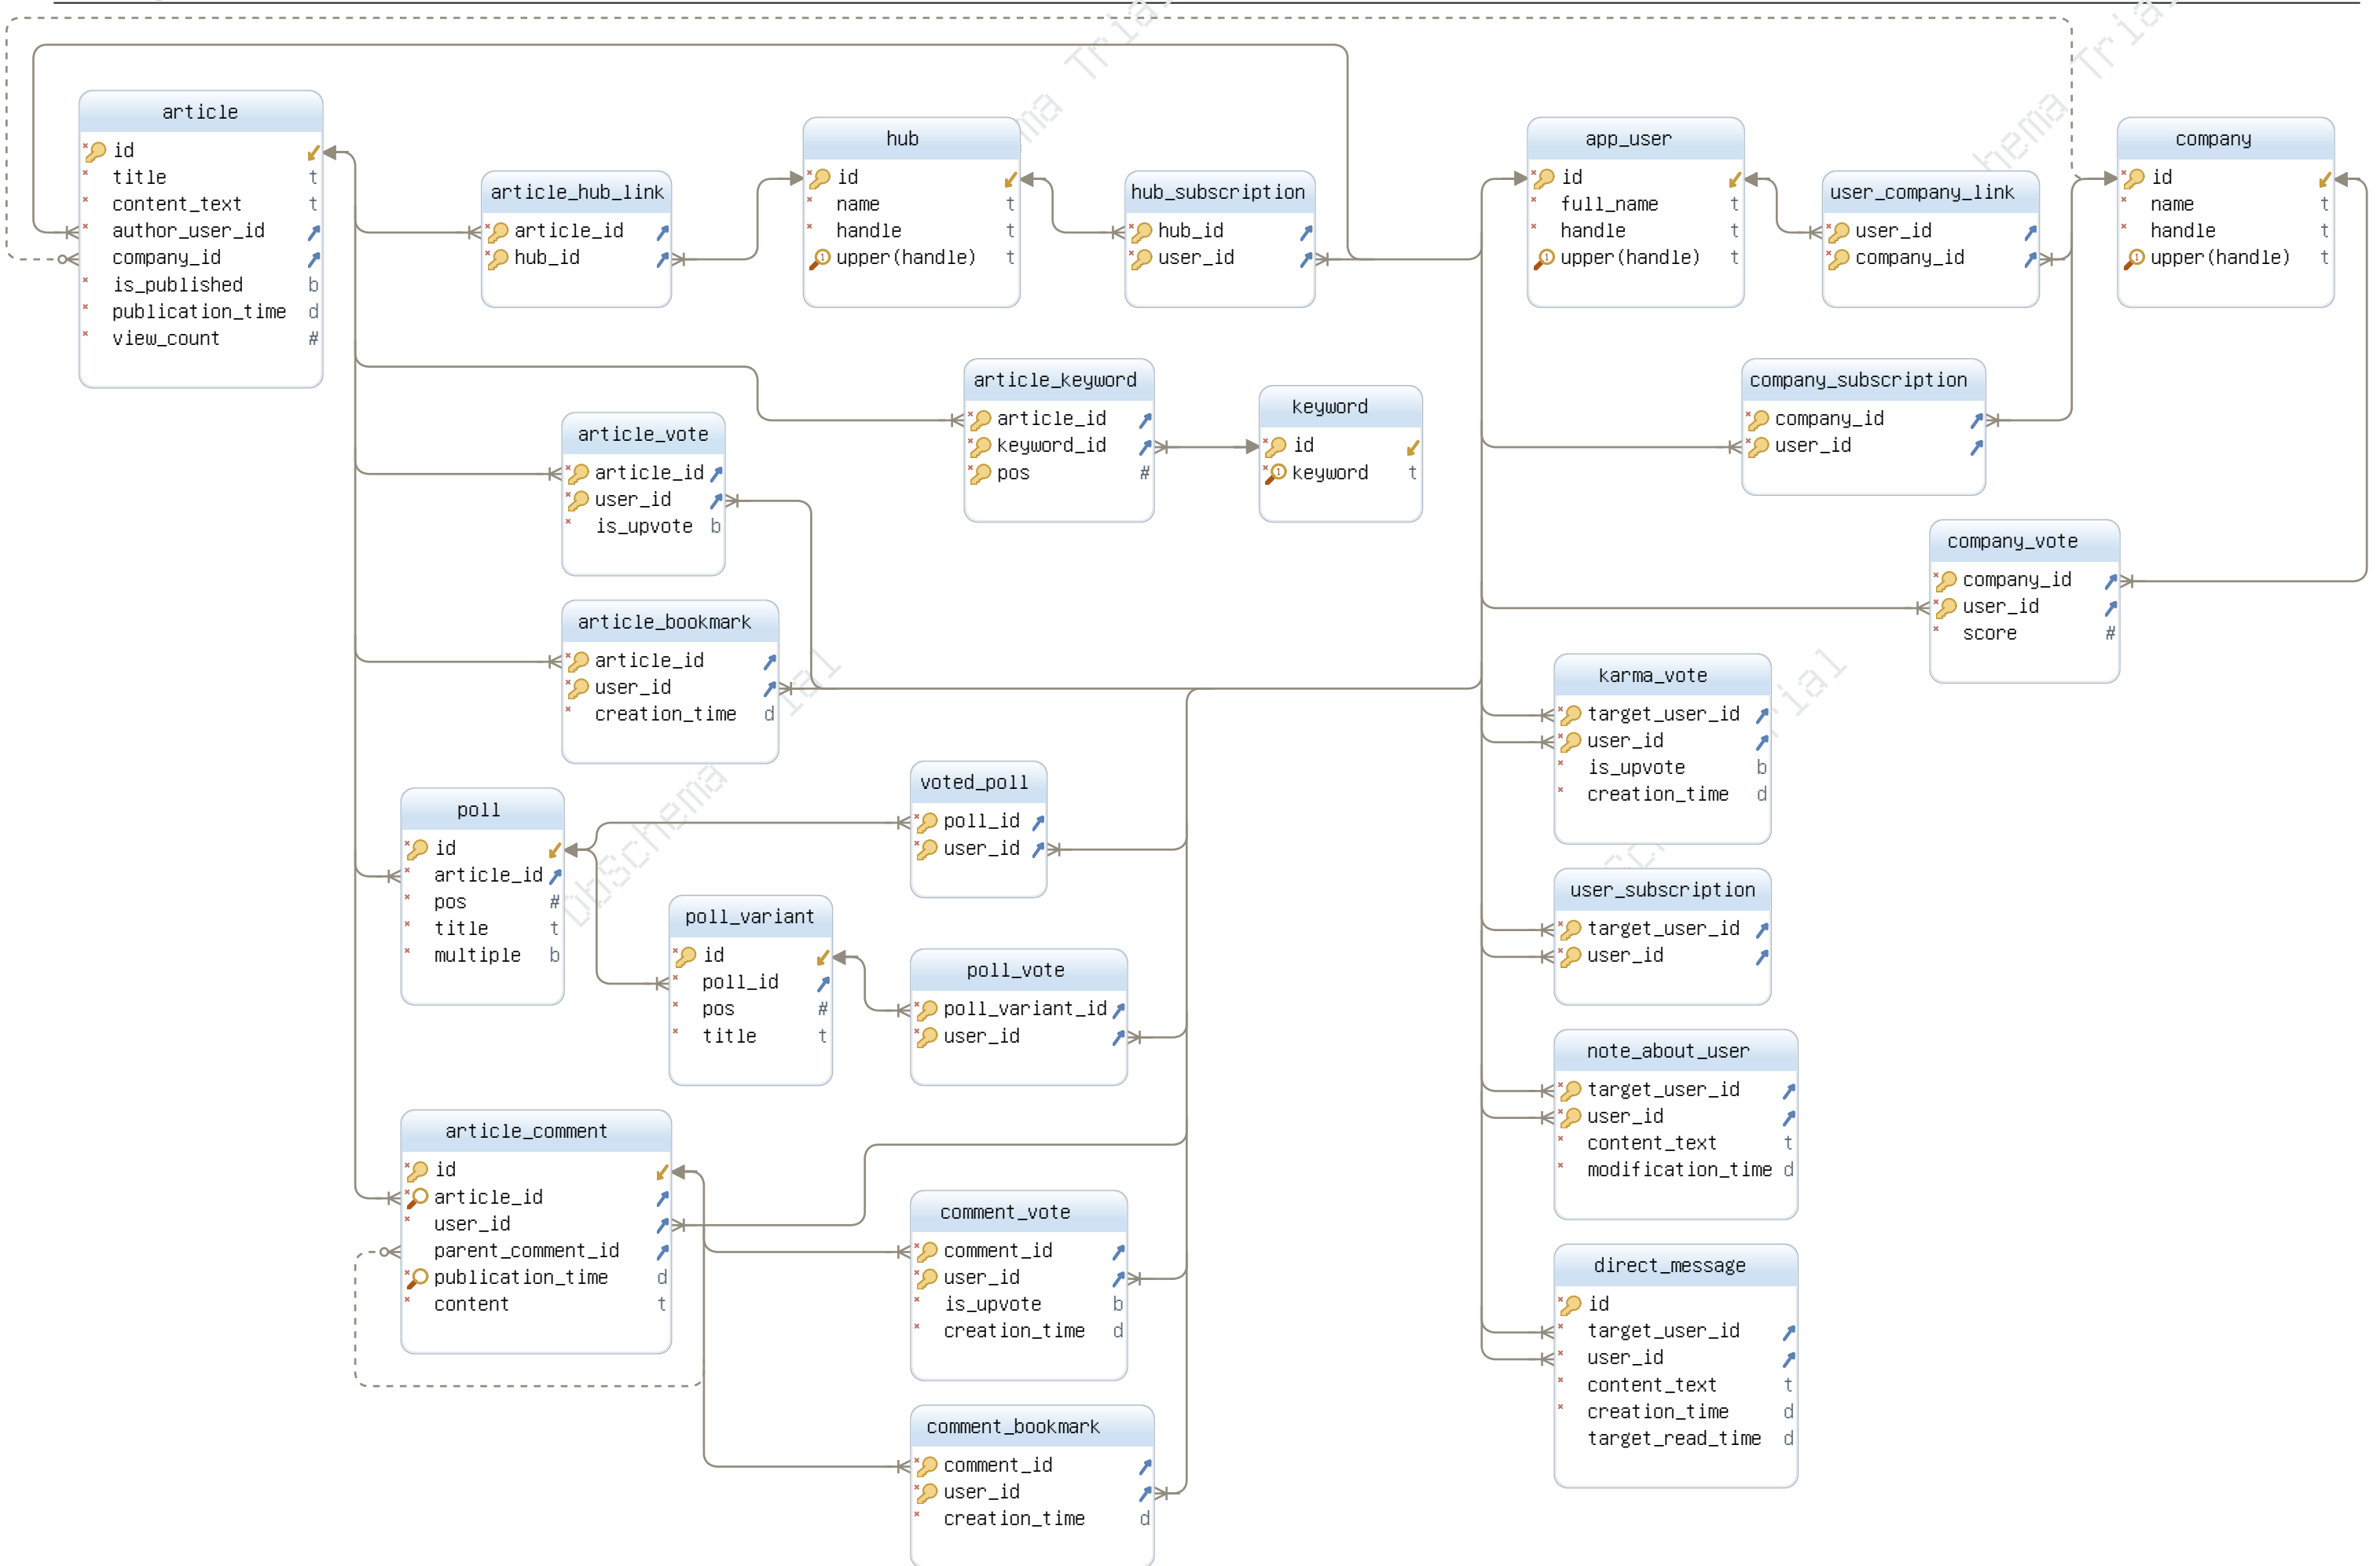 article
id
title t
content_text t
author_user_id
company_id
is_published b
publication_time d
view_count #
article_hub_link
article_id
hub_id
hub
id
name t
handle t
upper(handle) t
hub_subscription
hub_id
user_id
app_user
id
full_name t
handle t
upper(handle) t
user_company_link
user_id
company_id
company
id
name t
handle t
upper(handle) t
article_keyword
article_id
keyword_id
pos #
keyword
id
keyword t
company_subscription
company_id
user_id
article_vote
article_id
user_id
is_upvote b
company_vote
company_id
user_id
score #
article_bookmark
article_id
user_id
creation_time d
karma_vote
target_user_id
user_id
is_upvote b
creation_time d
poll
id
article_id
pos #
title t
multiple b
voted_poll
poll_id
user_id
poll_variant
id
poll_id
pos #
title t
poll_vote
poll_variant_id
user_id
user_subscription
target_user_id
user_id
note_about_user
target_user_id
user_id
content_text t
modification_time d
article_comment
id
article_id
user_id
parent_comment_id
publication_time d
content t
comment_vote
comment_id
user_id
is_upvote b
creation_time d
direct_message
id
target_user_id
user_id
content_text t
creation_time d
target_read_time d
comment_bookmark
comment_id
user_id
creation_time d
DbSchema